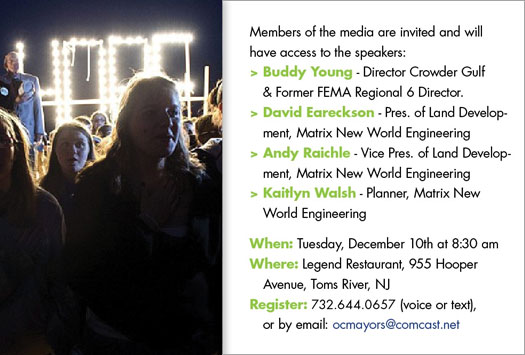 Members of the media are invited and will
have access to the speakers:
> Buddy Young - Director Crowder Gulf
& Former FEMA Regional 6 Director.
> David Eareckson - Pres. of Land Develop-
ment, Matrix New World Engineering
> Andy Raichle - Vice Pres. of Land Develop-
ment, Matrix New World Engineering
> Kaitlyn Walsh - Planner, Matrix New
World Engineering
When: Tuesday, December 10th at 8:30 am
Where: Legend Restaurant, 955 Hooper
Avenue, Toms River, NJ
Register: 732.644.0657 (voice or text),
or by email: ocmayors@comcast.net